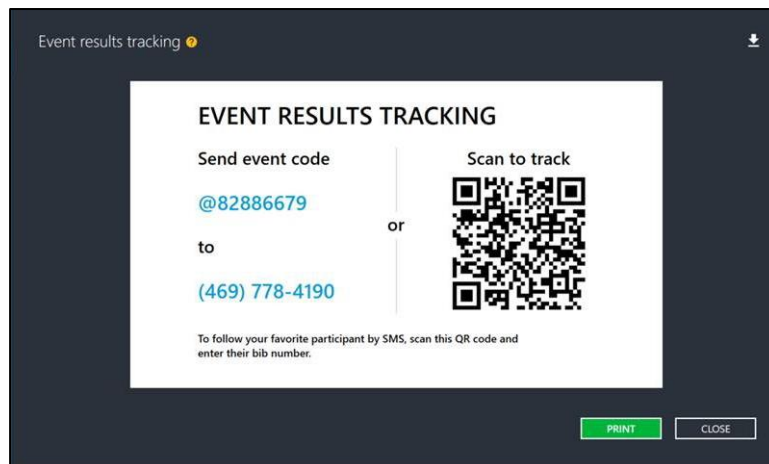 Event results tracking ?
EVENT RESULTS TRACKING
Send event code
@82886679
to
(469) 778-4190
or
Scan to track
To follow your favorite participant by SMS, scan this QR code and
enter their bib number.
PRINT
CLOSE